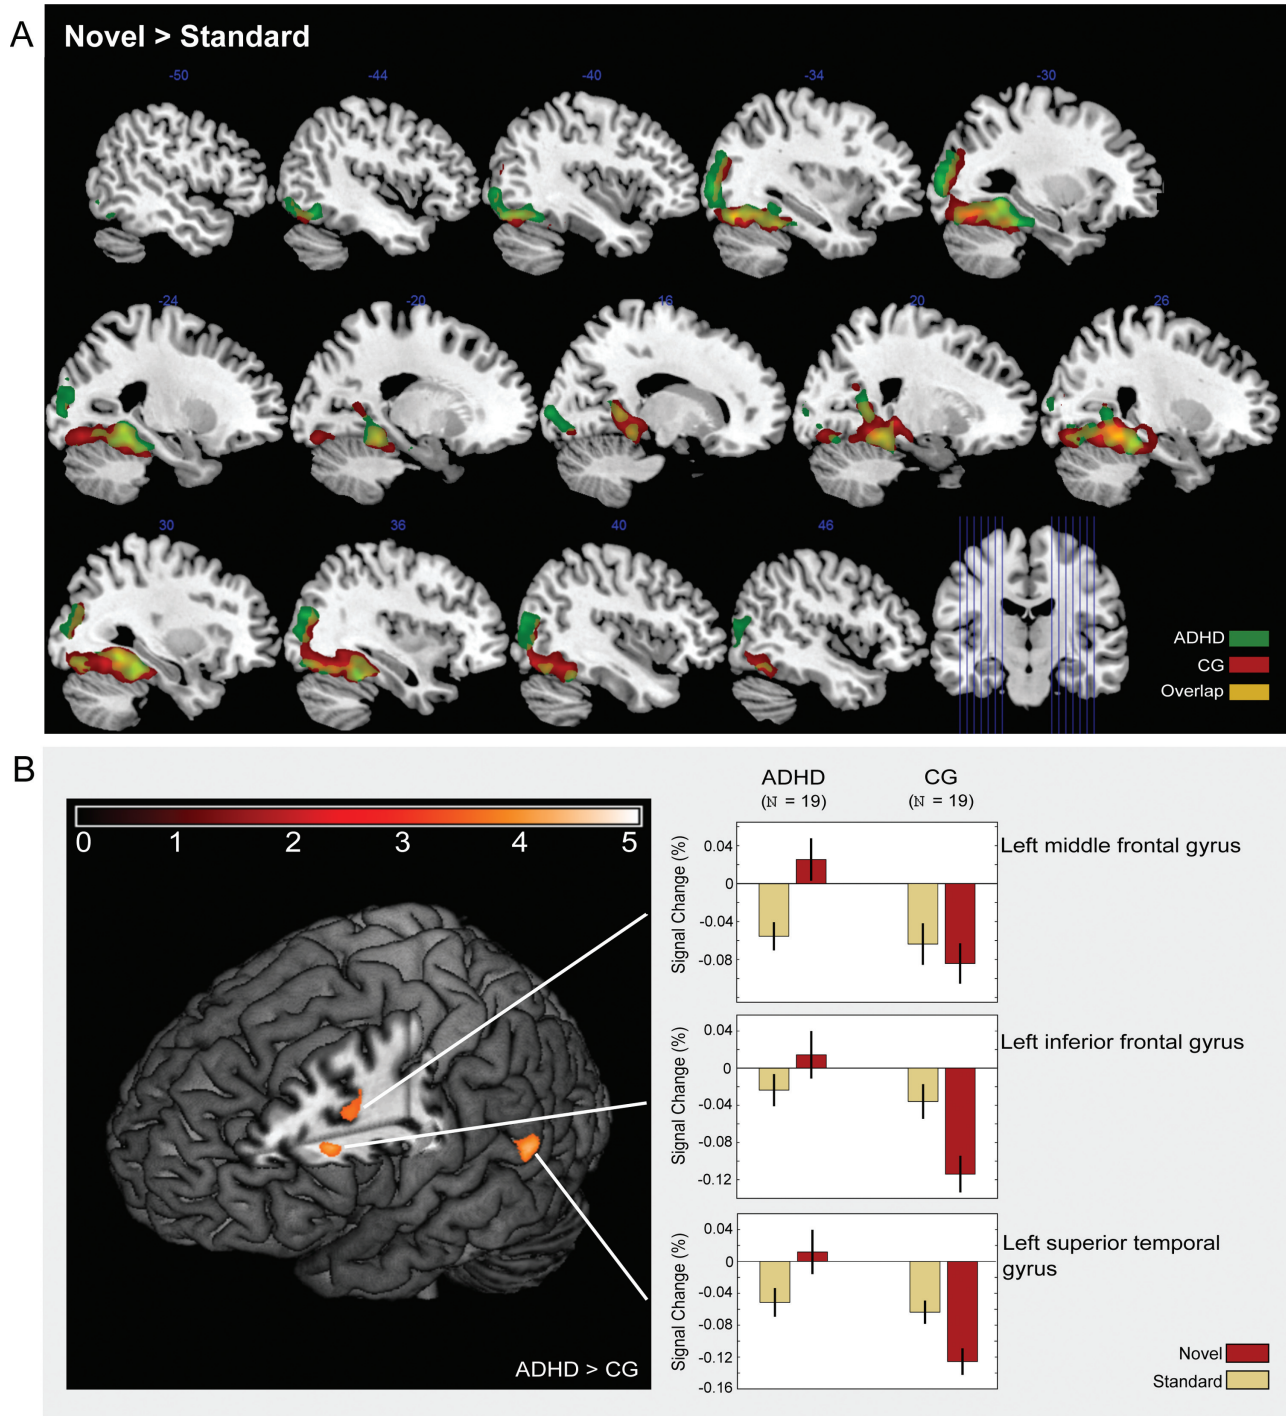 A
Novel > Standard
-50 -44 -40 -34 -30
-24 -20 16 20 26
30 36 40 46
ADHD
CG
Overlap
B
0 1 2 3 4 5
ADHD > CG
ADHD CG
(N = 19) (N = 19)
Signal Change (%)
0.04
0
-0.04
-0.08
Left middle frontal gyrus
Signal Change (%)
0.04
0
-0.04
-0.08
-0.12
Left inferior frontal gyrus
Signal Change (%)
0.04
0
-0.04
-0.08
-0.12
-0.16
Left superior temporal
gyrus
Novel
Standard